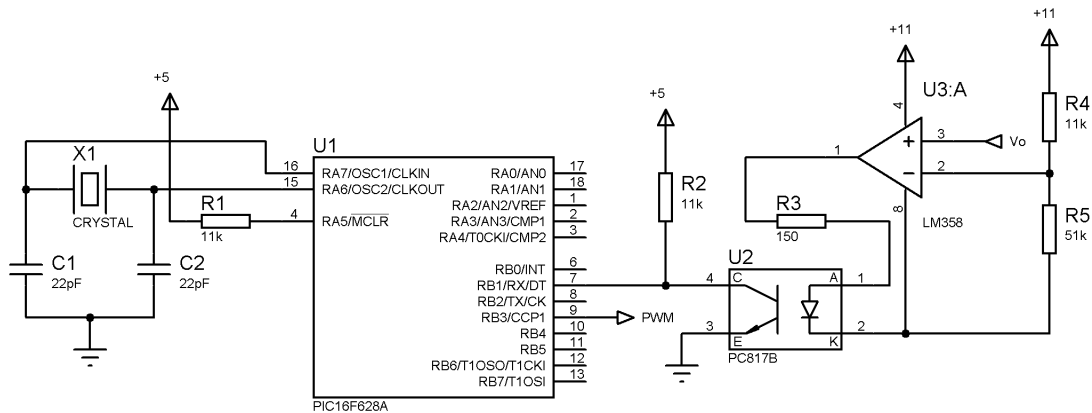 +11
+11
U3:A
+5
+5
4
R4
11k
U1
3
Vo
1
2
X1
16
RA7/OSC1/CLKIN
RA0/AN0
17
15
RA6/OSC2/CLKOUT
RA1/AN1
18
RA2/AN2/VREF
1
CRYSTAL
R1
4
RA5/MCLR
RA3/AN3/CMP1
2
11k
RA4/T0CKI/CMP2
3
R2
11k
R3
150
8
LM358
R5
51k
C1
22pF
C2
22pF
RB0/INT
6
RB1/RX/DT
7
RB2/TX/CK
8
RB3/CCP1
9
PWM
RB4
10
RB5
11
RB6/T1OSO/T1CKI
12
RB7/T1OSI
13
U2
4
C
A
1
3
E
K
2
PC817B
PIC16F628A